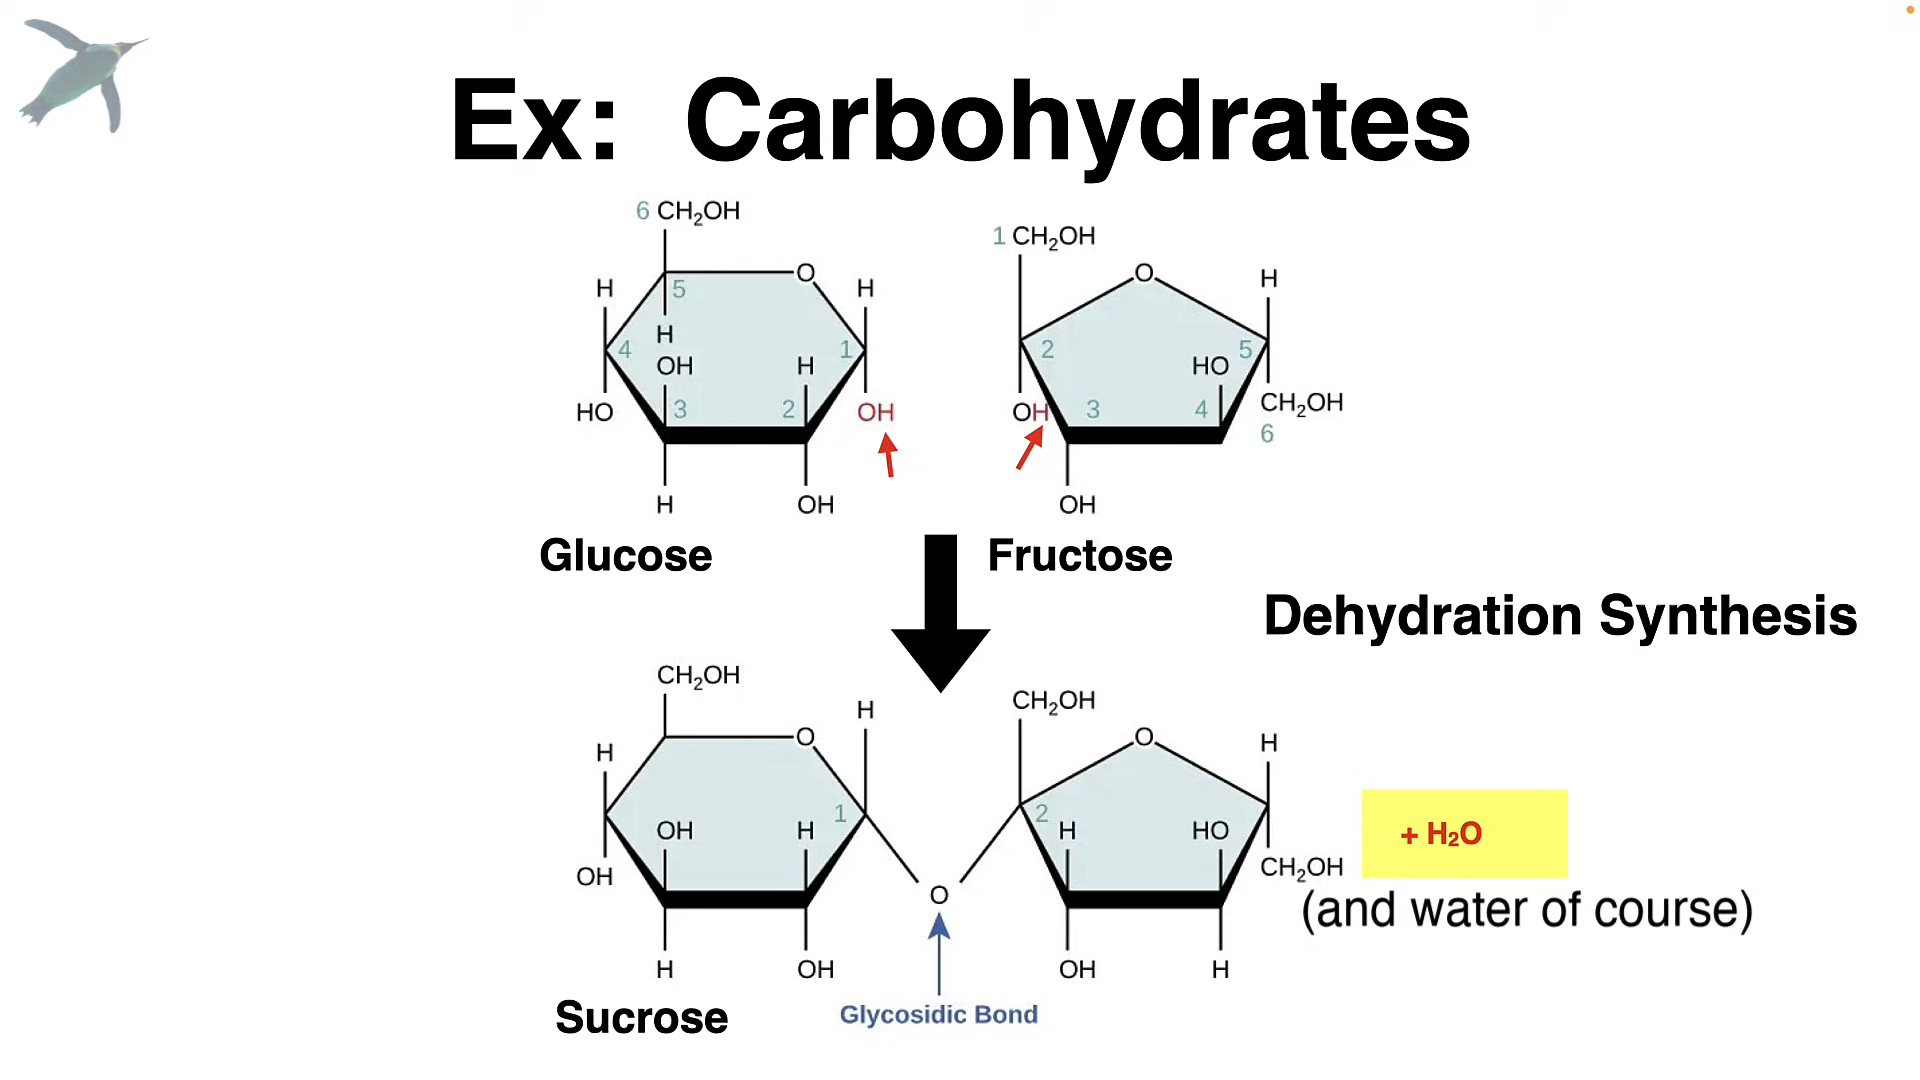 Ex: Carbohydrates
6 CH₂OH
1 CH₂OH
O
O
H
H
5
H
H
4
1
2
5
OH
H
HO
HO
3
2
OH
OH
3
4
CH₂OH
6
H
OH
OH
Glucose
Fructose
Dehydration Synthesis
CH₂OH
CH₂OH
H
O
O
H
H
1
2
OH
H
H
HO
+ H₂O
OH
CH₂OH
O
(and water of course)
H
OH
OH
H
Sucrose
Glycosidic Bond